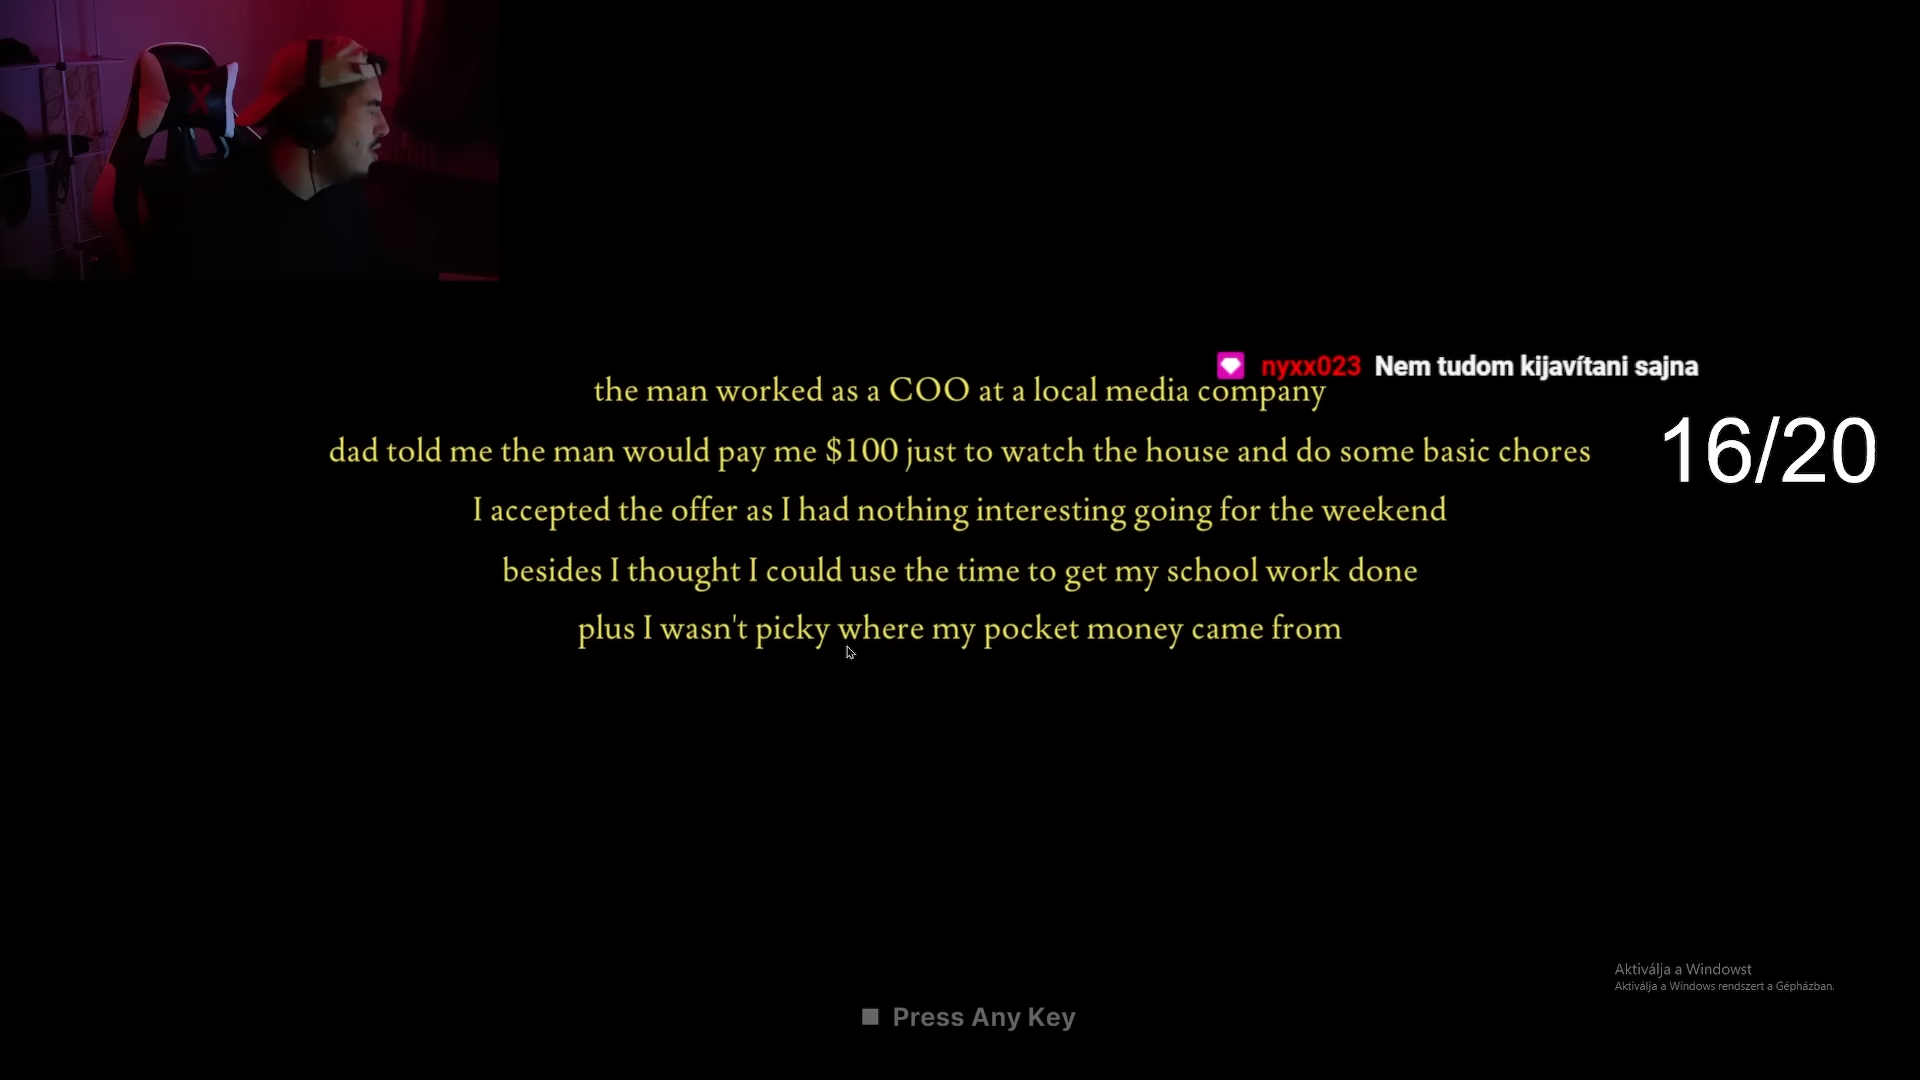 nyxx023 Nem tudom kijavítani sajna
the man worked as a COO at a local media company
dad told me the man would pay me $100 just to watch the house and do some basic chores
16/20
I accepted the offer as I had nothing interesting going for the weekend
besides I thought I could use the time to get my school work done
plus I wasn't picky where my pocket money came from
Aktiválja a Windowst
Aktiválja a Windows rendszert a Gépházban.
Press Any Key